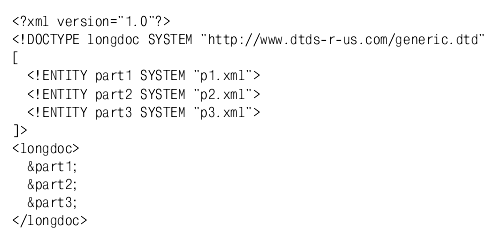 <?xml version="1.0"?>
<!DOCTYPE longdoc SYSTEM "http://www.dtds-r-us.com/generic.dtd"
[
  <!ENTITY part1 SYSTEM "p1.xml">
  <!ENTITY part2 SYSTEM "p2.xml">
  <!ENTITY part3 SYSTEM "p3.xml">
]>
<longdoc>
  &part1;
  &part2;
  &part3;
</longdoc>